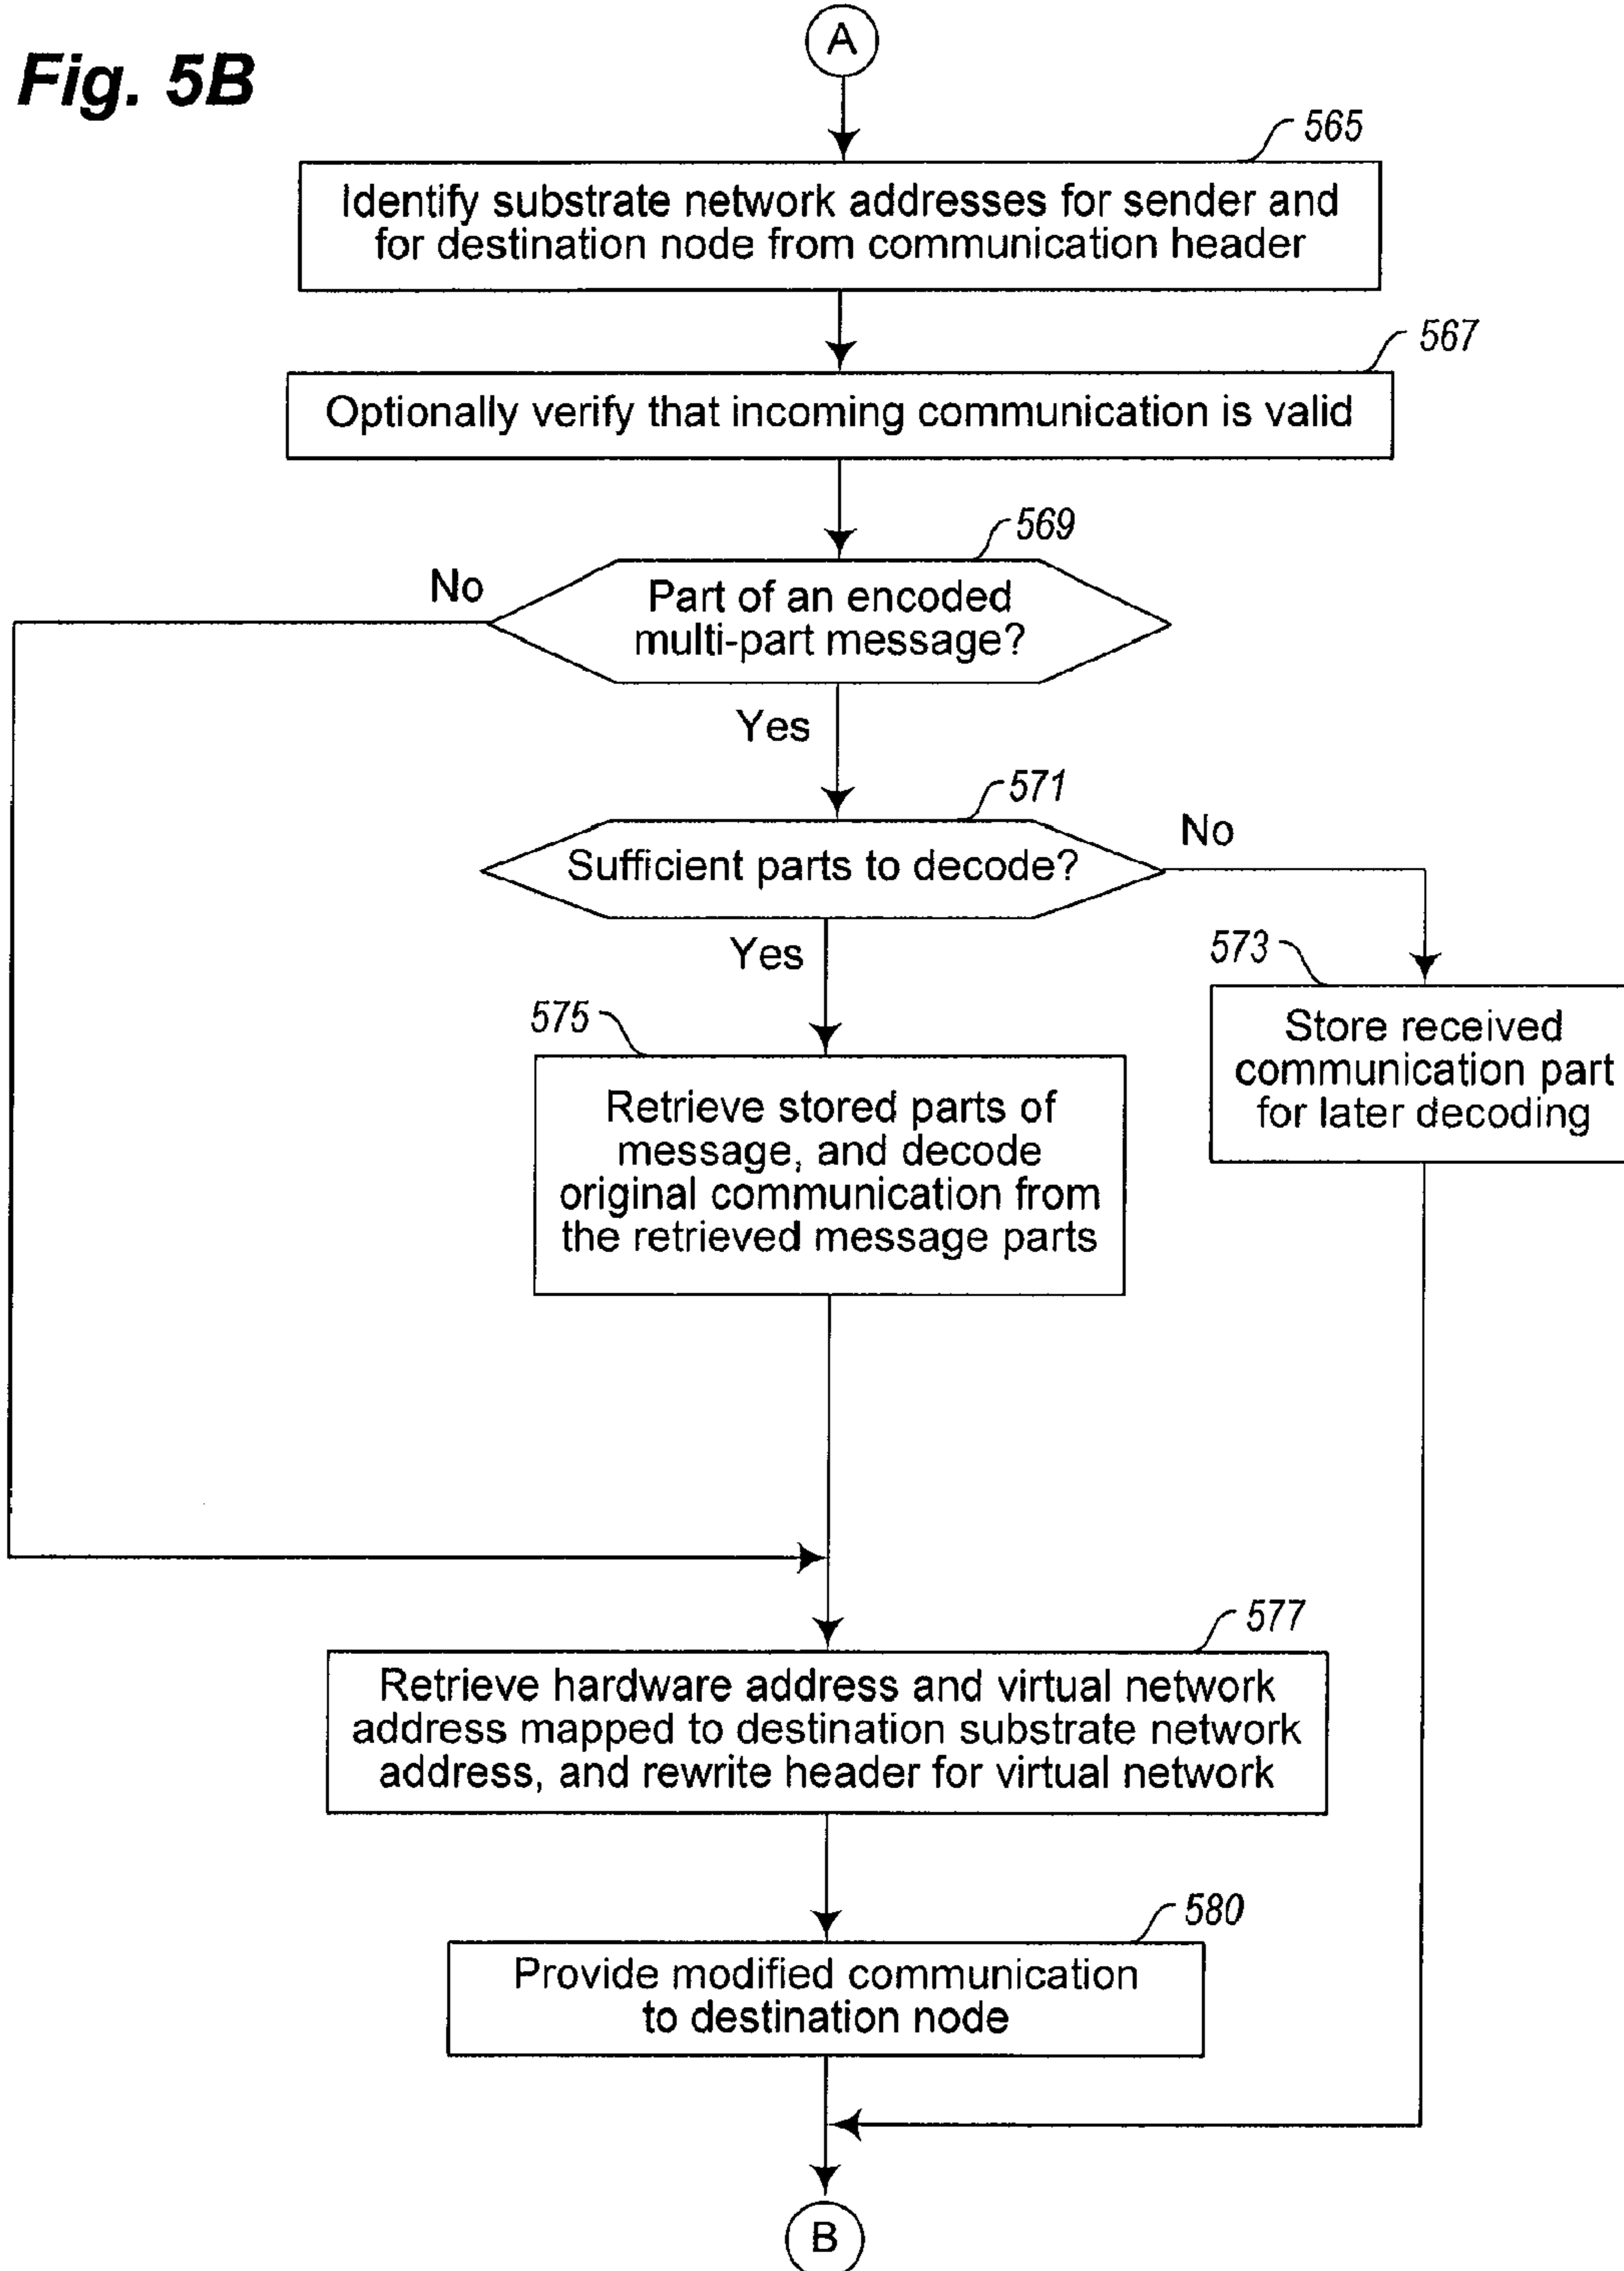 Fig. 5B
A
565
Identify substrate network addresses for sender and
for destination node from communication header
567
Optionally verify that incoming communication is valid
569
No
Part of an encoded
multi-part message?
Yes
571
No
Sufficient parts to decode?
Yes
573
Store received
communication part
for later decoding
575
Retrieve stored parts of
message, and decode
original communication from
the retrieved message parts
577
Retrieve hardware address and virtual network
address mapped to destination substrate network
address, and rewrite header for virtual network
580
Provide modified communication
to destination node
B